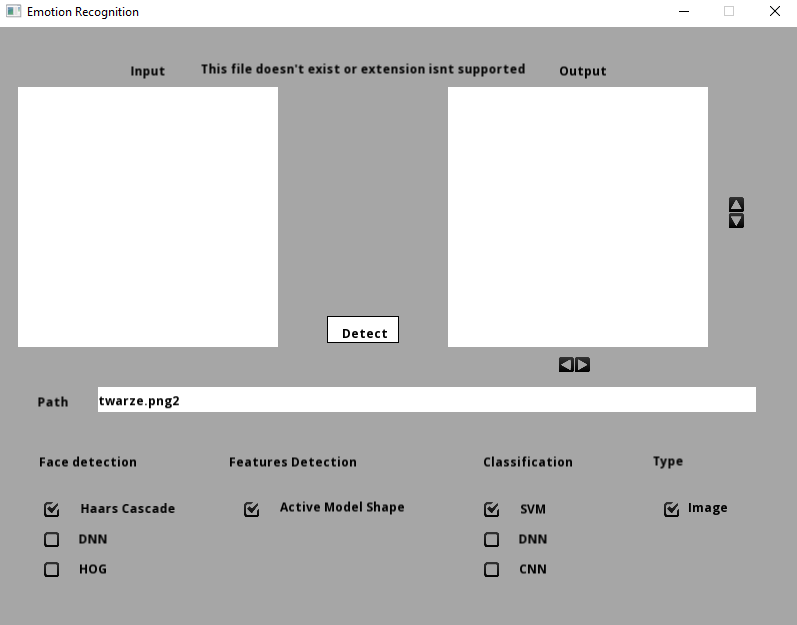 Emotion Recognition
Input This file doesn't exist or extension isnt supported Output
Detect
Path twarze.png2
Face detection Features Detection Classification Type
Haars Cascade Active Model Shape SVM Image
DNN DNN
HOG CNN